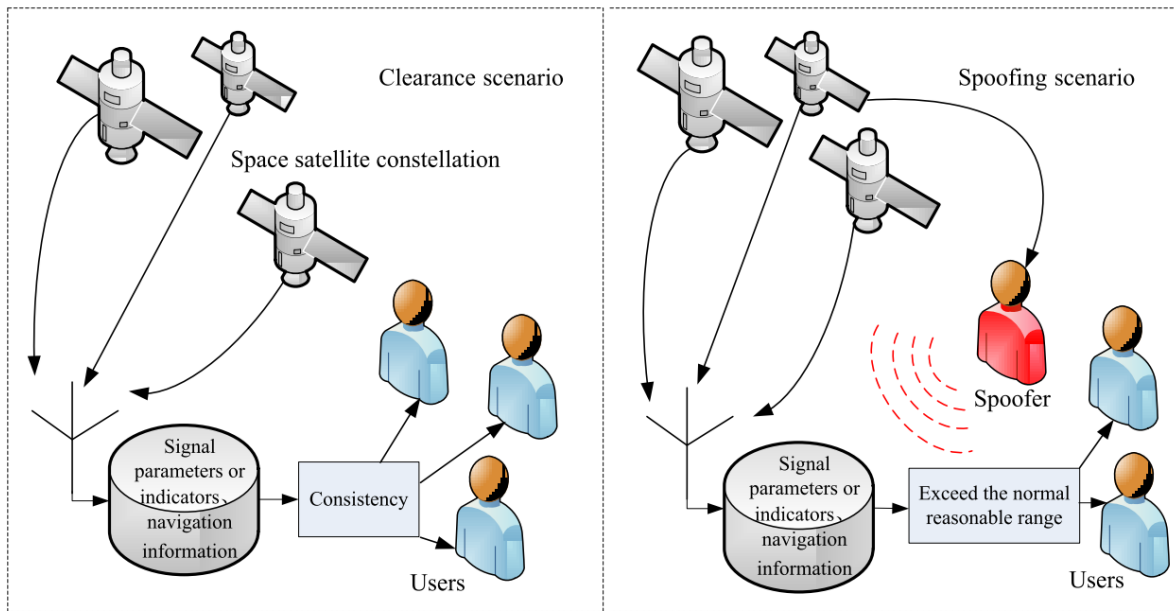 Clearance scenario
Space satellite constellation
Signal
parameters or
indicators、
navigation
information
Consistency
Users
Spoofing scenario
Spoofer
Signal
parameters or
indicators、
navigation
information
Exceed the normal
reasonable range
Users